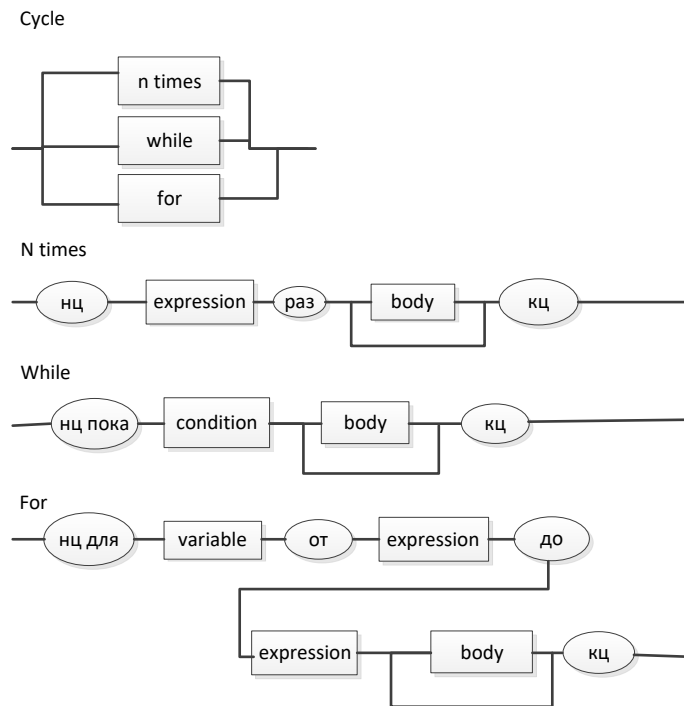 Cycle
n times
while
for
N times
нц expression раз body кц
While
нц пока condition body кц
For
нц для variable от expression до
expression body кц